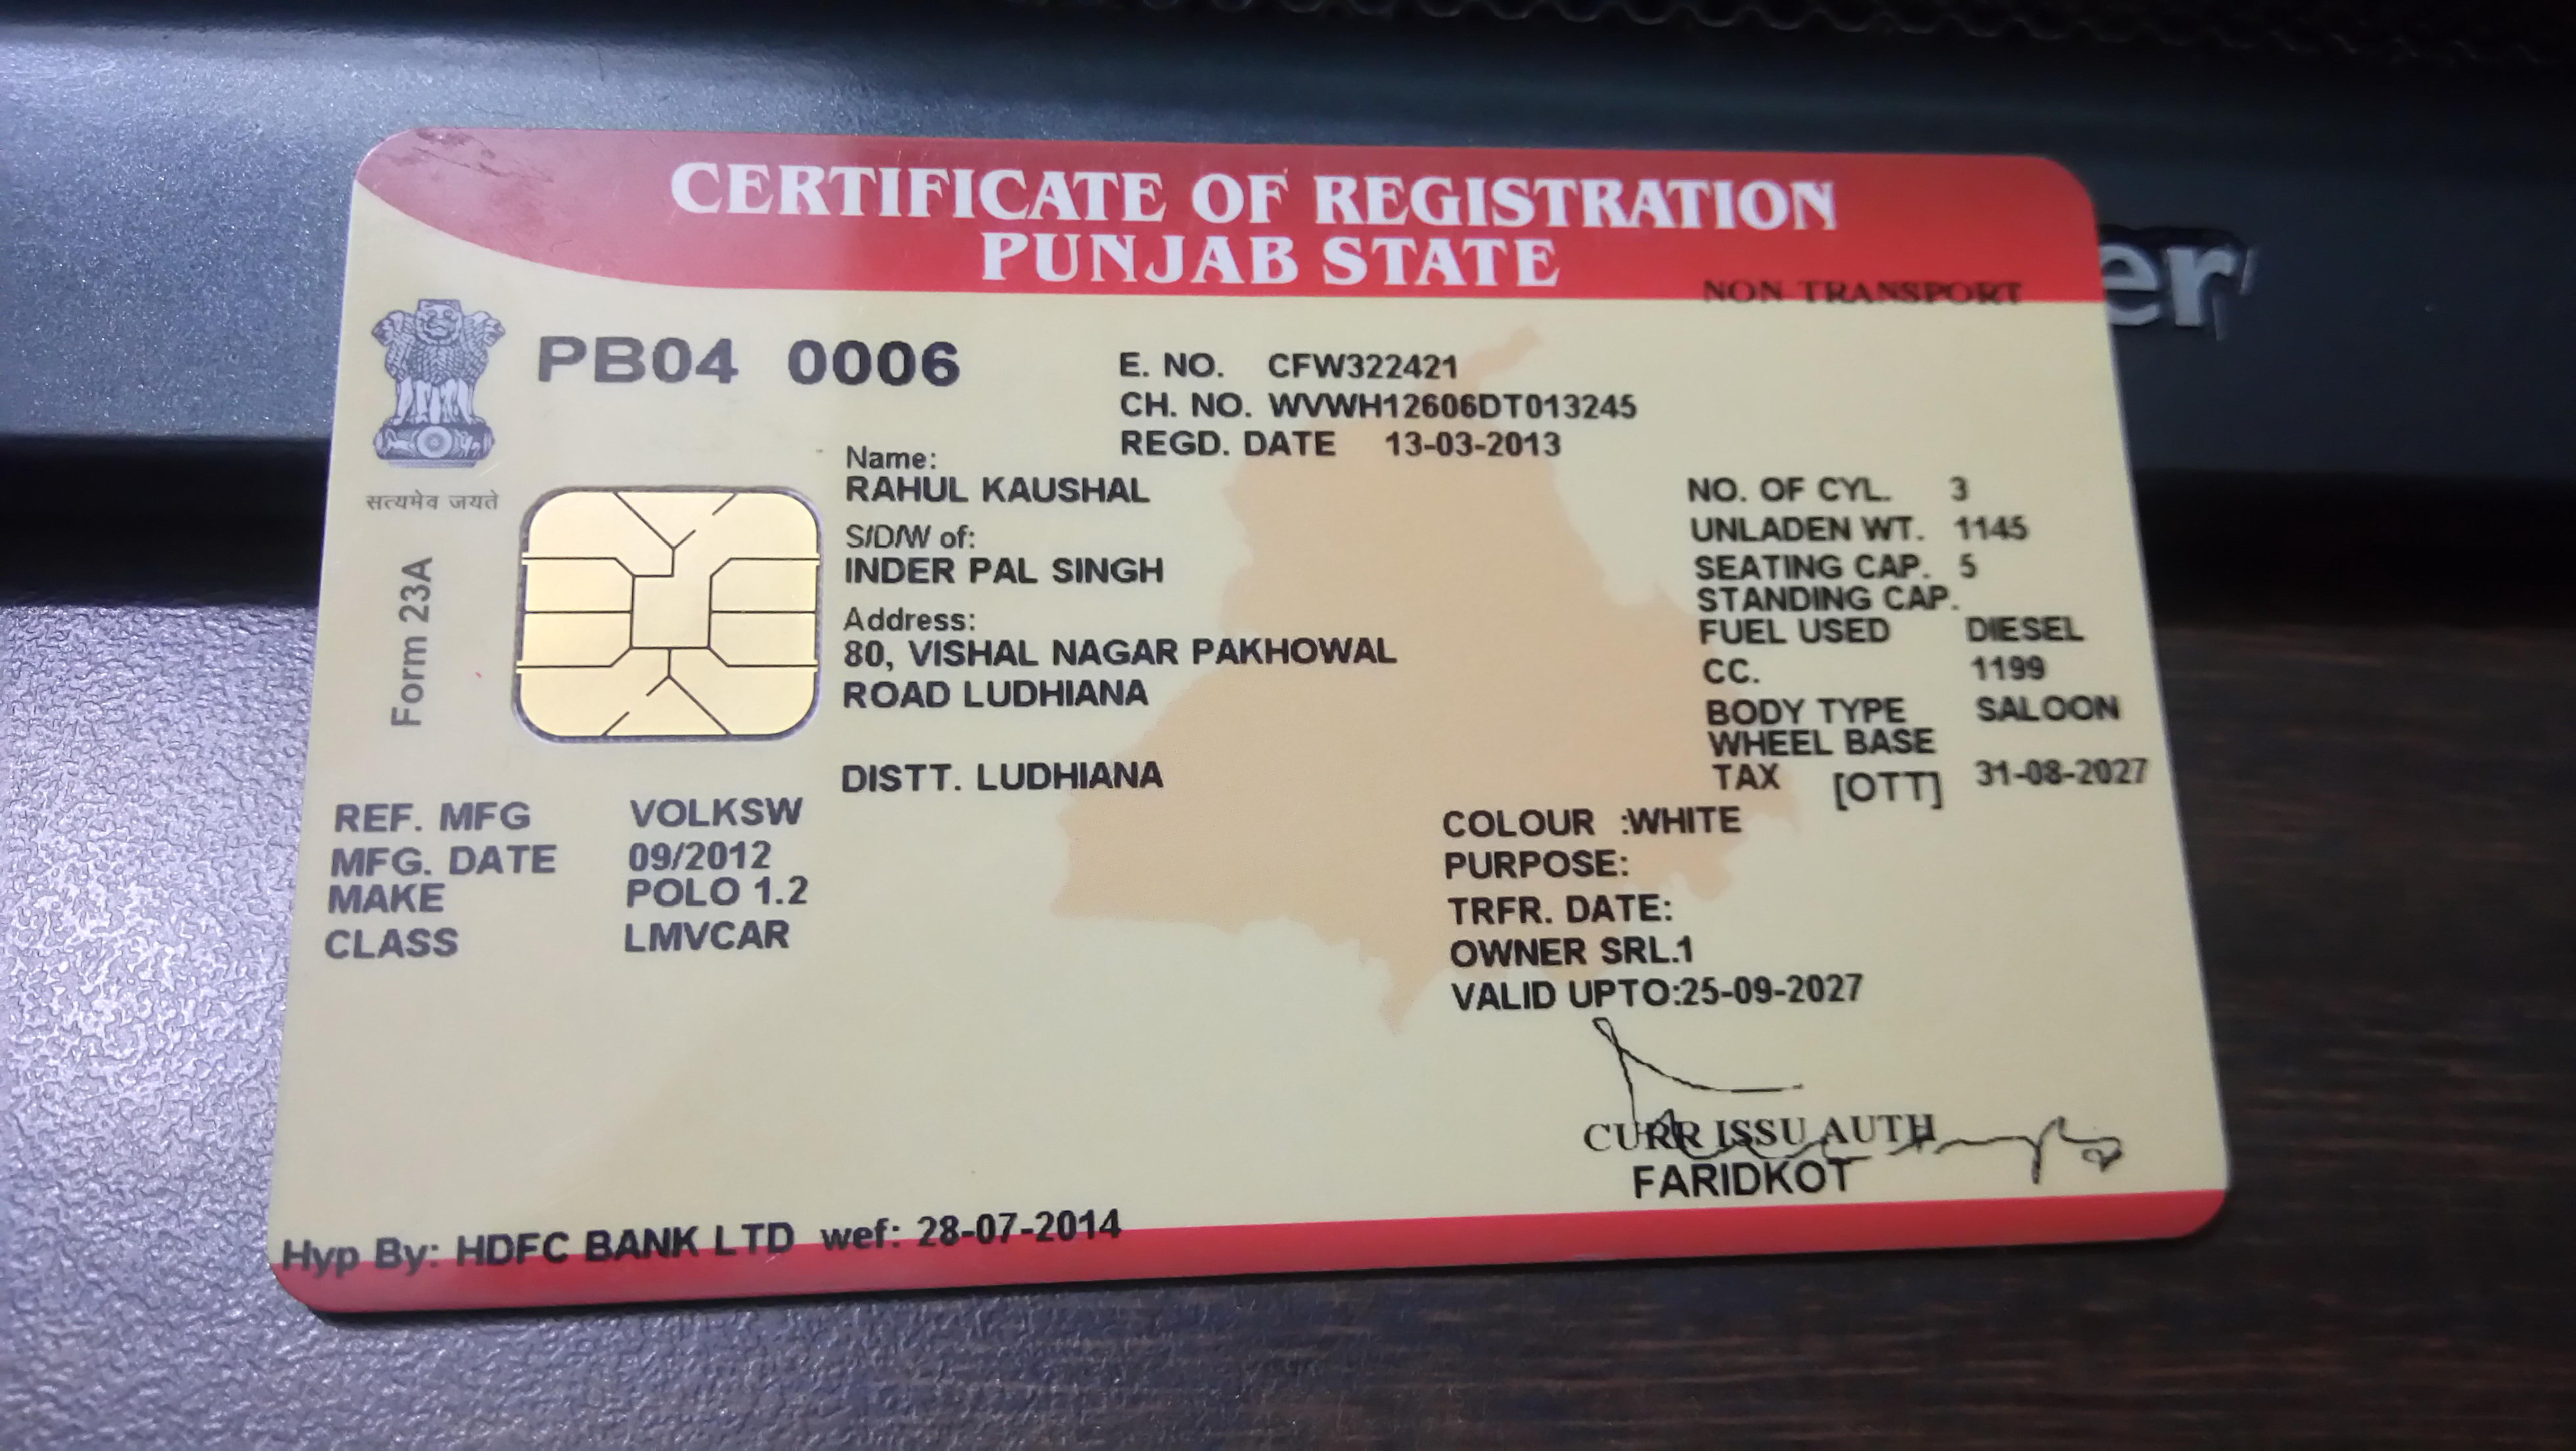 CERTIFICATE OF REGISTRATION
PUNJAB STATE
NON TRANSPORT
er
PB04 0006
E. NO. CFW322421
CH. NO. WVWH12606DT013245
REGD. DATE 13-03-2013
सत्यमेव जयते
Form 23A
Name:
RAHUL KAUSHAL
S/D/W of:
INDER PAL SINGH
Address:
80, VISHAL NAGAR PAKHOWAL
ROAD LUDHIANA
DISTT. LUDHIANA
NO. OF CYL. 3
UNLADEN WT. 1145
SEATING CAP. 5
STANDING CAP.
FUEL USED DIESEL
CC. 1199
BODY TYPE SALOON
WHEEL BASE
TAX [OTT] 31-08-2027
REF. MFG VOLKSW
MFG. DATE 09/2012
MAKE POLO 1.2
CLASS LMVCAR
COLOUR :WHITE
PURPOSE:
TRFR. DATE:
OWNER SRL.1
VALID UPTO:25-09-2027
CURR ISSU AUTH
FARIDKOT
Hyp By: HDFC BANK LTD wef: 28-07-2014